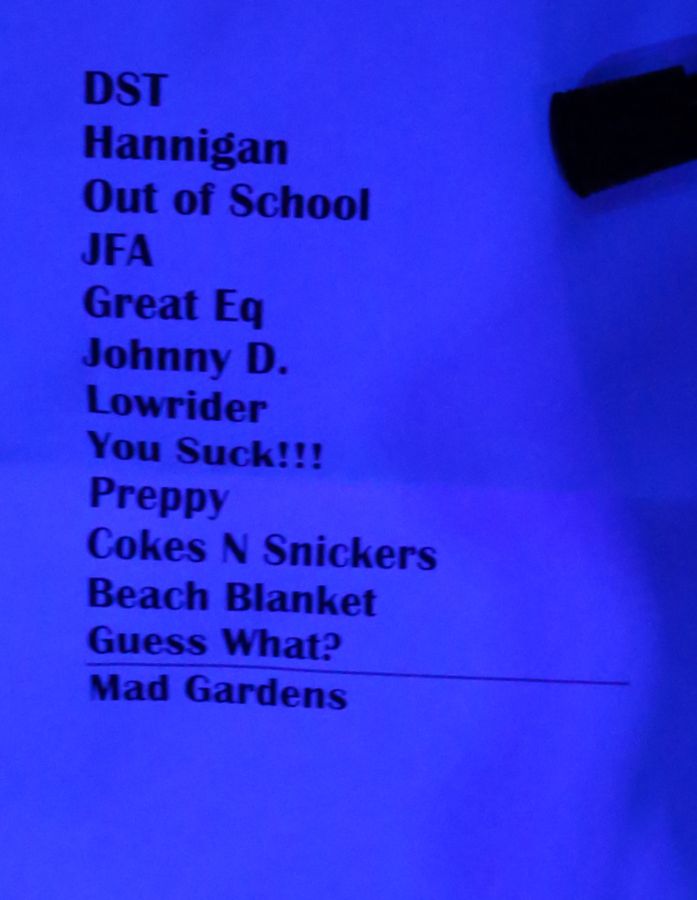 DST
Hannigan
Out of School
JFA
Great Eq
Johnny D.
Lowrider
You Suck!!!
Preppy
Cokes N Snickers
Beach Blanket
Guess What?
Mad Gardens